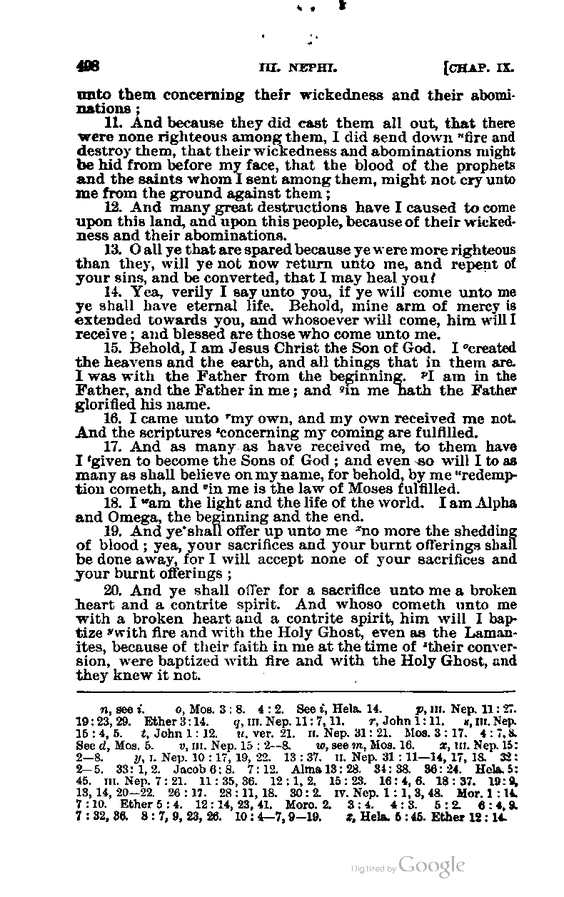 498 III. NEPHI. [CHAP. IX.
unto them concerning their wickedness and their abomi-
nations ;
11. And because they did cast them all out, that there
were none righteous among them, I did send down ⁿfire and
destroy them, that their wickedness and abominations might
be hid from before my face, that the blood of the prophets
and the saints whom I sent among them, might not cry unto
me from the ground against them ;
12. And many great destructions have I caused to come
upon this land, and upon this people, because of their wicked-
ness and their abominations.
13. O all ye that are spared because ye were more righteous
than they, will ye not now return unto me, and repent of
your sins, and be converted, that I may heal you?
14. Yea, verily I say unto you, if ye will come unto me
ye shall have eternal life. Behold, mine arm of mercy is
extended towards you, and whosoever will come, him will I
receive ; and blessed are those who come unto me.
15. Behold, I am Jesus Christ the Son of God. I ᵒcreated
the heavens and the earth, and all things that in them are.
I was with the Father from the beginning. ᵖI am in the
Father, and the Father in me ; and ᵠin me hath the Father
glorified his name.
16. I came unto ʳmy own, and my own received me not.
And the scriptures ˢconcerning my coming are fulfilled.
17. And as many as have received me, to them have
I ᵗgiven to become the Sons of God ; and even so will I to as
many as shall believe on my name, for behold, by me ᵘredemp-
tion cometh, and ᵛin me is the law of Moses fulfilled.
18. I ʷam the light and the life of the world. I am Alpha
and Omega, the beginning and the end.
19. And ye shall offer up unto me ˣno more the shedding
of blood ; yea, your sacrifices and your burnt offerings shall
be done away, for I will accept none of your sacrifices and
your burnt offerings ;
20. And ye shall offer for a sacrifice unto me a broken
heart and a contrite spirit. And whoso cometh unto me
with a broken heart and a contrite spirit, him will I bap-
tize ʸwith fire and with the Holy Ghost, even as the Laman-
ites, because of their faith in me at the time of ᶻtheir conver-
sion, were baptized with fire and with the Holy Ghost, and
they knew it not.
n, see i. o, Mos. 3 : 8. 4 : 2. See i, Hela. 14. p, III. Nep. 11 : 27.
19 : 23, 29. Ether 3 : 14. q, III. Nep. 11 : 7, 11. r, John 1 : 11. s, III. Nep.
15 : 4, 5. t, John 1 : 12. u. ver. 21. II. Nep. 31 : 21. Mos. 3 : 17. 4 : 7, 8.
See d, Mos. 5. v, III. Nep. 15 : 2--8. w, see m, Mos. 16. x, III. Nep. 15:
2—8. y, I. Nep. 10 : 17, 19, 22. 13 : 37. II. Nep. 31 : 11—14, 17, 18. 32:
2—5. 33 : 1, 2. Jacob 6 : 8. 7 : 12. Alma 13 : 28. 34 : 38. 36 : 24. Hela. 5:
45. III. Nep. 7 : 21. 11 : 35, 36. 12 : 1, 2. 15 : 23. 16 : 4, 6. 18 : 37. 19 : 9,
13, 14, 20—22. 26 : 17. 28 : 11, 18. 30 : 2. IV. Nep. 1 : 1, 3, 48. Mor. 1 : 14.
7 : 10. Ether 5 : 4. 12 : 14, 23, 41. Moro. 2. 3 : 4. 4 : 3. 5 : 2. 6 : 4, 9.
7 : 32, 36. 8 : 7, 9, 23, 26. 10 : 4—7, 9—19. z, Hela. 5 : 45. Ether 12 : 14.
Digitized by Google